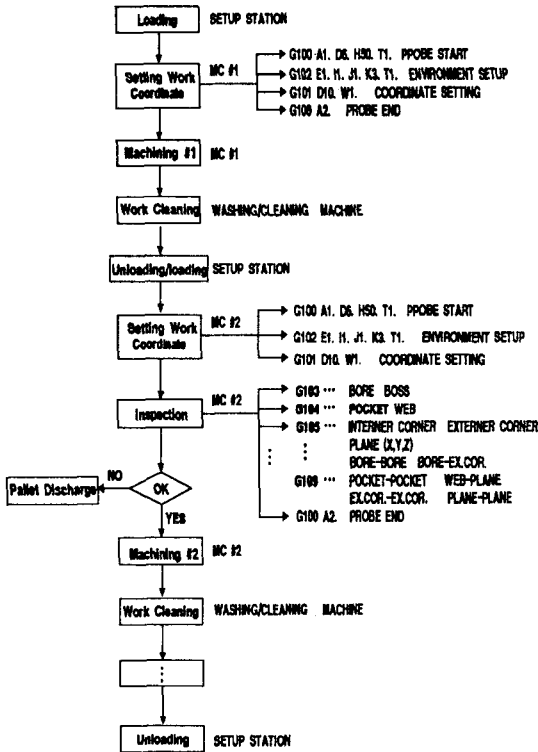 Loading SETUP STATION
G100 A1. D6. H50. T1. PPOBE START
MC #1
Setting Work
Coordinate
G102 E1. I1. J1. K3. T1. ENVIRONMENT SETUP
G101 D10. W1. COORDINATE SETTING
G100 A2. PROBE END
Machining #1 MC #1
Work Cleaning WASHING/CLEANING MACHINE
Unloading/loading SETUP STATION
G100 A1. D6. H50. T1. PPOBE START
MC #2
Setting Work
Coordinate
G102 E1. I1. J1. K3. T1. ENVIRONMENT SETUP
G101 D10. W1. COORDINATE SETTING
G103 ··· BORE BOSS
MC #2
Inspection
G104 ··· POCKET WEB
G105 ··· INTERNER CORNER EXTERNER CORNER
PLANE (X,Y,Z)
BORE-BORE BORE-EX.COR.
G109 ··· POCKET-POCKET WEB-PLANE
EX.COR.-EX.COR. PLANE-PLANE
G100 A2. PROBE END
Pallet Discharge NO OK
YES
Machining #2 MC #2
Work Cleaning WASHING/CLEANING MACHINE
Unloading SETUP STATION